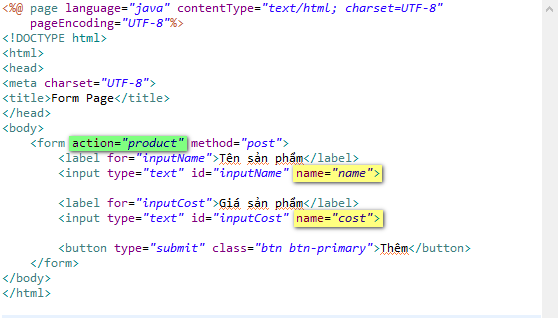 <%@ page language="java" contentType="text/html; charset=UTF-8"
    pageEncoding="UTF-8"%>
<!DOCTYPE html>
<html>
<head>
<meta charset="UTF-8">
<title>Form Page</title>
</head>
<body>
    <form action="product" method="post">
        <label for="inputName">Tên sản phẩm</label>
        <input type="text" id="inputName" name="name">
        <label for="inputCost">Giá sản phẩm</label>
        <input type="text" id="inputCost" name="cost">
        <button type="submit" class="btn btn-primary">Thêm</button>
    </form>
</body>
</html>